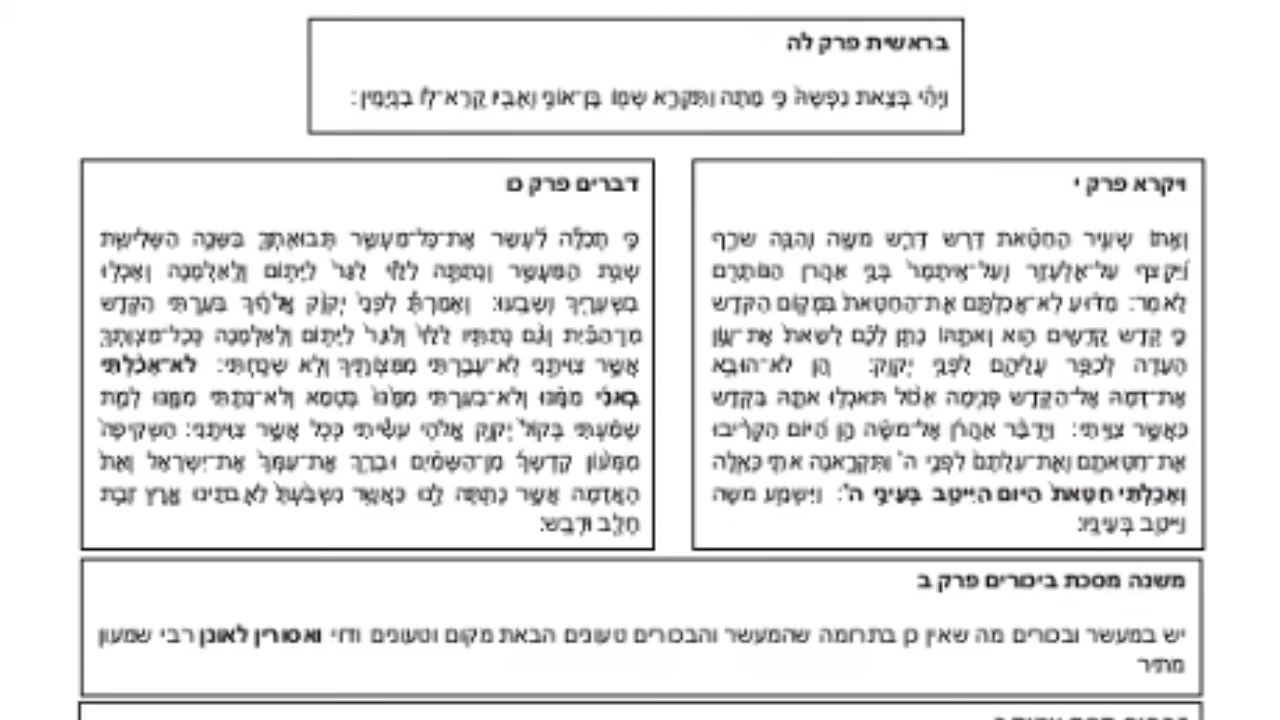 בראשית פרק לה
וַיְהִי בְּצֵאת נַפְשָׁהּ כִּי מֵתָה וַתִּקְרָא שְׁמוֹ בֶּן־אוֹנִי וְאָבִיו קָרָא־לוֹ בִנְיָמִין:
ויקרא פרק י
וְאֵת שְׂעִיר הַחַטָּאת דָּרֹשׁ דָּרַשׁ מֹשֶׁה וְהִנֵּה שֹׂרָף
וַיִּקְצֹף עַל־אֶלְעָזָר וְעַל־אִיתָמָר בְּנֵי אַהֲרֹן הַנּוֹתָרִם
לֵאמֹר: מַדּוּעַ לֹא־אֲכַלְתֶּם אֶת־הַחַטָּאת בִּמְקוֹם הַקֹּדֶשׁ
כִּי קֹדֶשׁ קָדָשִׁים הִוא וְאֹתָהּ נָתַן לָכֶם לָשֵׂאת אֶת־עֲוֹן
הָעֵדָה לְכַפֵּר עֲלֵיהֶם לִפְנֵי יְקֹוָק: הֵן לֹא־הוּבָא
אֶת־דָּמָהּ אֶל־הַקֹּדֶשׁ פְּנִימָה אָכוֹל תֹּאכְלוּ אֹתָהּ בַּקֹּדֶשׁ
כַּאֲשֶׁר צִוֵּיתִי: וַיְדַבֵּר אַהֲרֹן אֶל־מֹשֶׁה הֵן הַיּוֹם הִקְרִיבוּ
אֶת־חַטָּאתָם וְאֶת־עֹלָתָם לִפְנֵי ה' וַתִּקְרֶאנָה אֹתִי כָּאֵלֶּה
וְאָכַלְתִּי חַטָּאת הַיּוֹם הַיִּיטַב בְּעֵינֵי ה': וַיִּשְׁמַע מֹשֶׁה
וַיִּיטַב בְּעֵינָיו:
דברים פרק כו
כִּי תְכַלֶּה לַעְשֵׂר אֶת־כָּל־מַעְשַׂר תְּבוּאָתְךָ בַּשָּׁנָה הַשְּׁלִישִׁת
שְׁנַת הַמַּעֲשֵׂר וְנָתַתָּה לַלֵּוִי לַגֵּר לַיָּתוֹם וְלָאַלְמָנָה וְאָכְלוּ
בִשְׁעָרֶיךָ וְשָׂבֵעוּ: וְאָמַרְתָּ לִפְנֵי יְקֹוָק אֱלֹהֶיךָ בִּעַרְתִּי הַקֹּדֶשׁ
מִן־הַבַּיִת וְגַם נְתַתִּיו לַלֵּוִי וְלַגֵּר לַיָּתוֹם וְלָאַלְמָנָה כְּכָל־מִצְוָתְךָ
אֲשֶׁר צִוִּיתָנִי לֹא־עָבַרְתִּי מִמִּצְוֹתֶיךָ וְלֹא שָׁכָחְתִּי: לֹא־אָכַלְתִּי
בְאֹנִי מִמֶּנּוּ וְלֹא־בִעַרְתִּי מִמֶּנּוּ בְּטָמֵא וְלֹא־נָתַתִּי מִמֶּנּוּ לְמֵת
שָׁמַעְתִּי בְּקוֹל יְקֹוָק אֱלֹהָי עָשִׂיתִי כְּכֹל אֲשֶׁר צִוִּיתָנִי: הַשְׁקִיפָה
מִמְּעוֹן קָדְשְׁךָ מִן־הַשָּׁמַיִם וּבָרֵךְ אֶת־עַמְּךָ אֶת־יִשְׂרָאֵל וְאֵת
הָאֲדָמָה אֲשֶׁר נָתַתָּה לָנוּ כַּאֲשֶׁר נִשְׁבַּעְתָּ לַאֲבֹתֵינוּ אֶרֶץ זָבַת
חָלָב וּדְבָשׁ:
משנה מסכת ביכורים פרק ב
יש במעשר ובכורים מה שאין כן בתרומה שהמעשר והבכורים טעונים הבאת מקום וטעונים ודוי ואסורין לאונן רבי שמעון
מתיר